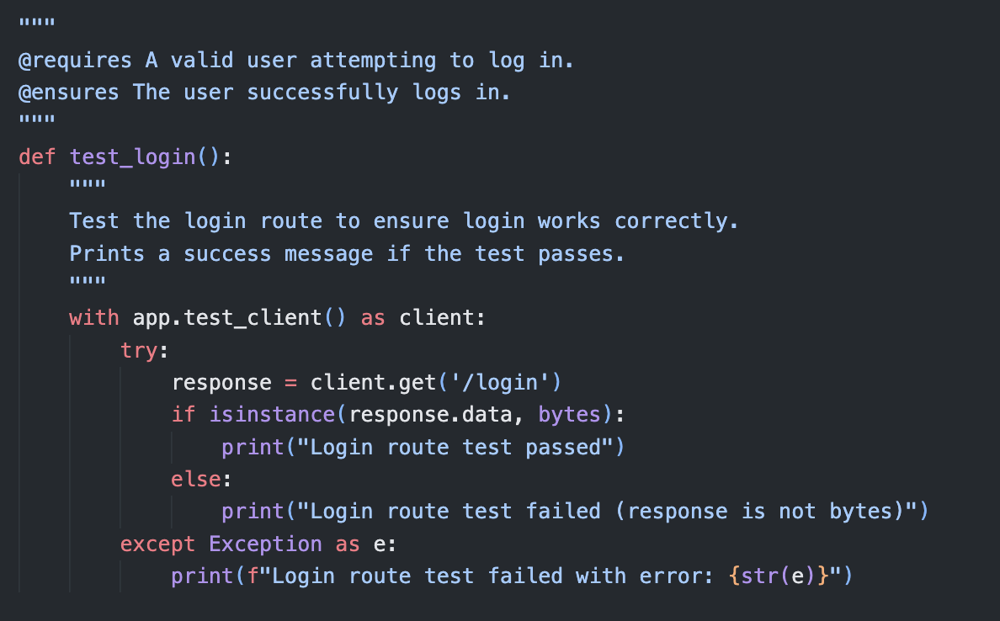 """
@requires A valid user attempting to log in.
@ensures The user successfully logs in.
"""
def test_login():
    """
    Test the login route to ensure login works correctly.
    Prints a success message if the test passes.
    """
    with app.test_client() as client:
        try:
            response = client.get('/login')
            if isinstance(response.data, bytes):
                print("Login route test passed")
            else:
                print("Login route test failed (response is not bytes)")
        except Exception as e:
            print(f"Login route test failed with error: {str(e)}")